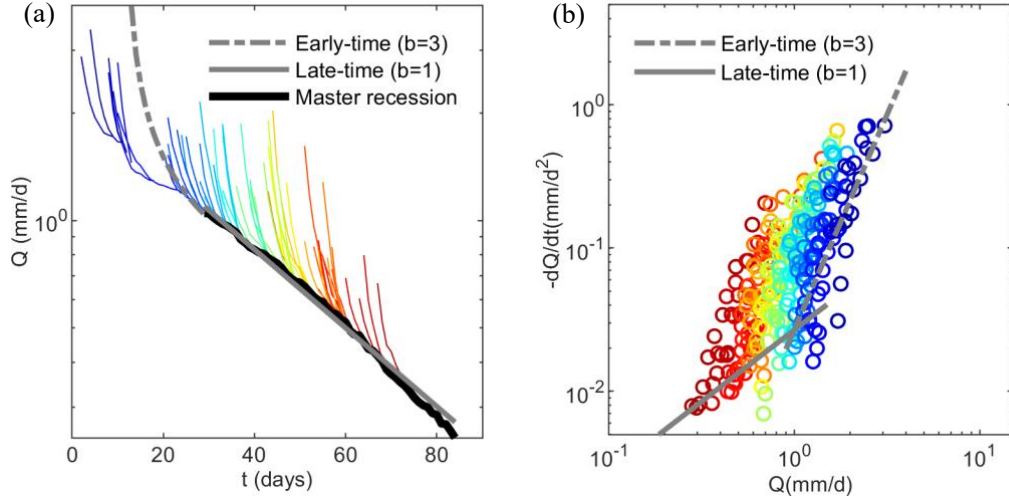 (a)
Early-time (b=3)
Late-time (b=1)
Master recession
10⁰
Q (mm/d)
0 20 40 60 80
t (days)
(b)
Early-time (b=3)
Late-time (b=1)
10⁰
10⁻¹
10⁻²
-dQ/dt(mm/d²)
10⁻¹ 10⁰ 10¹
Q(mm/d)